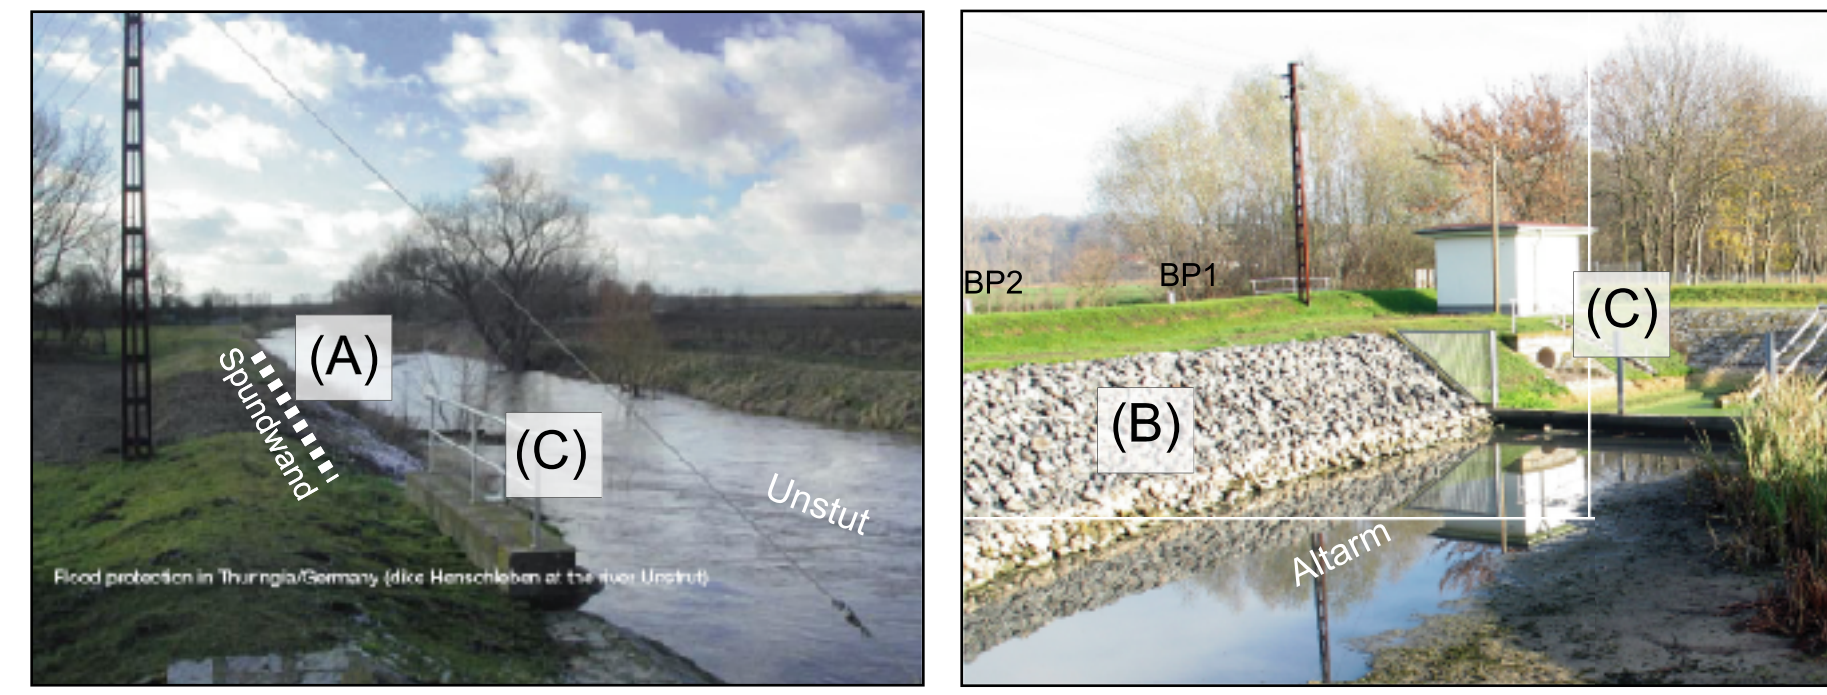 (A)
Spundwand
(C)
Unstut
Flood protection in Thuringia/Germany (dike Henschleben at the river Unstrut)
BP2
BP1
(C)
(B)
Altarm